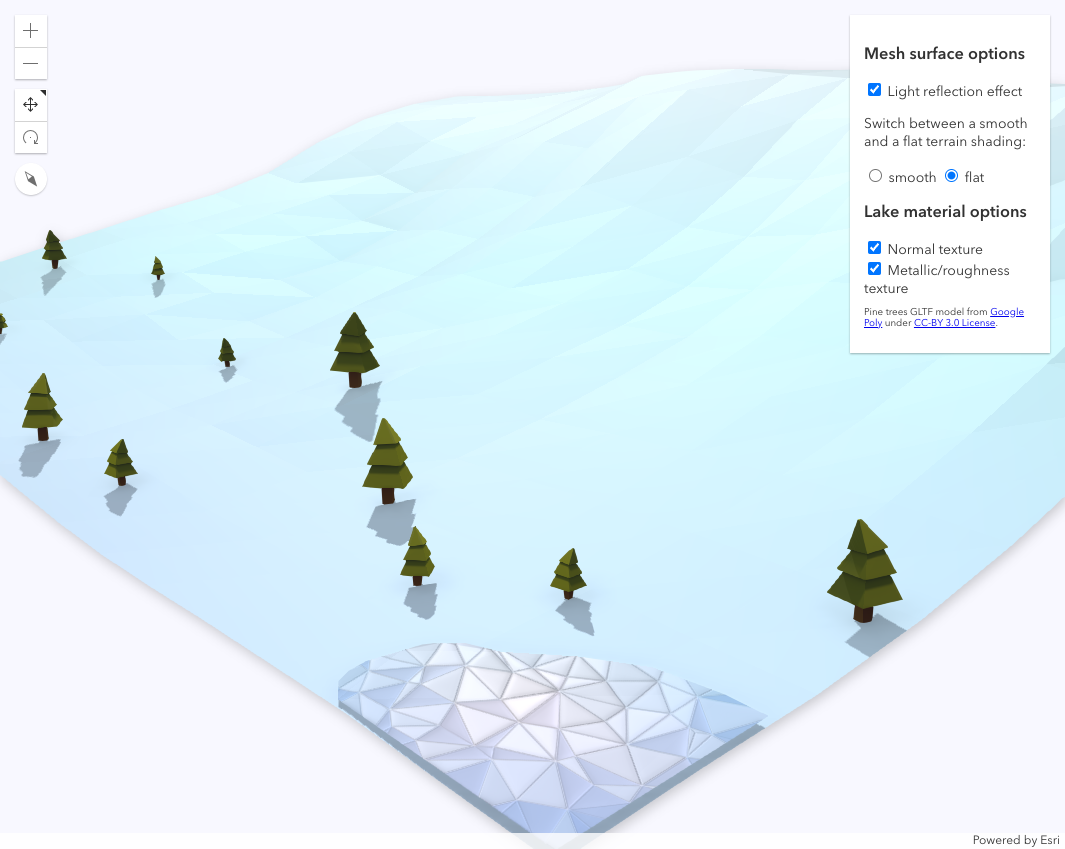 Mesh surface options
Light reflection effect
Switch between a smooth
and a flat terrain shading:
smooth flat
Lake material options
Normal texture
Metallic/roughness
texture
Pine trees GLTF model from Google
Poly under CC-BY 3.0 License.
Powered by Esri